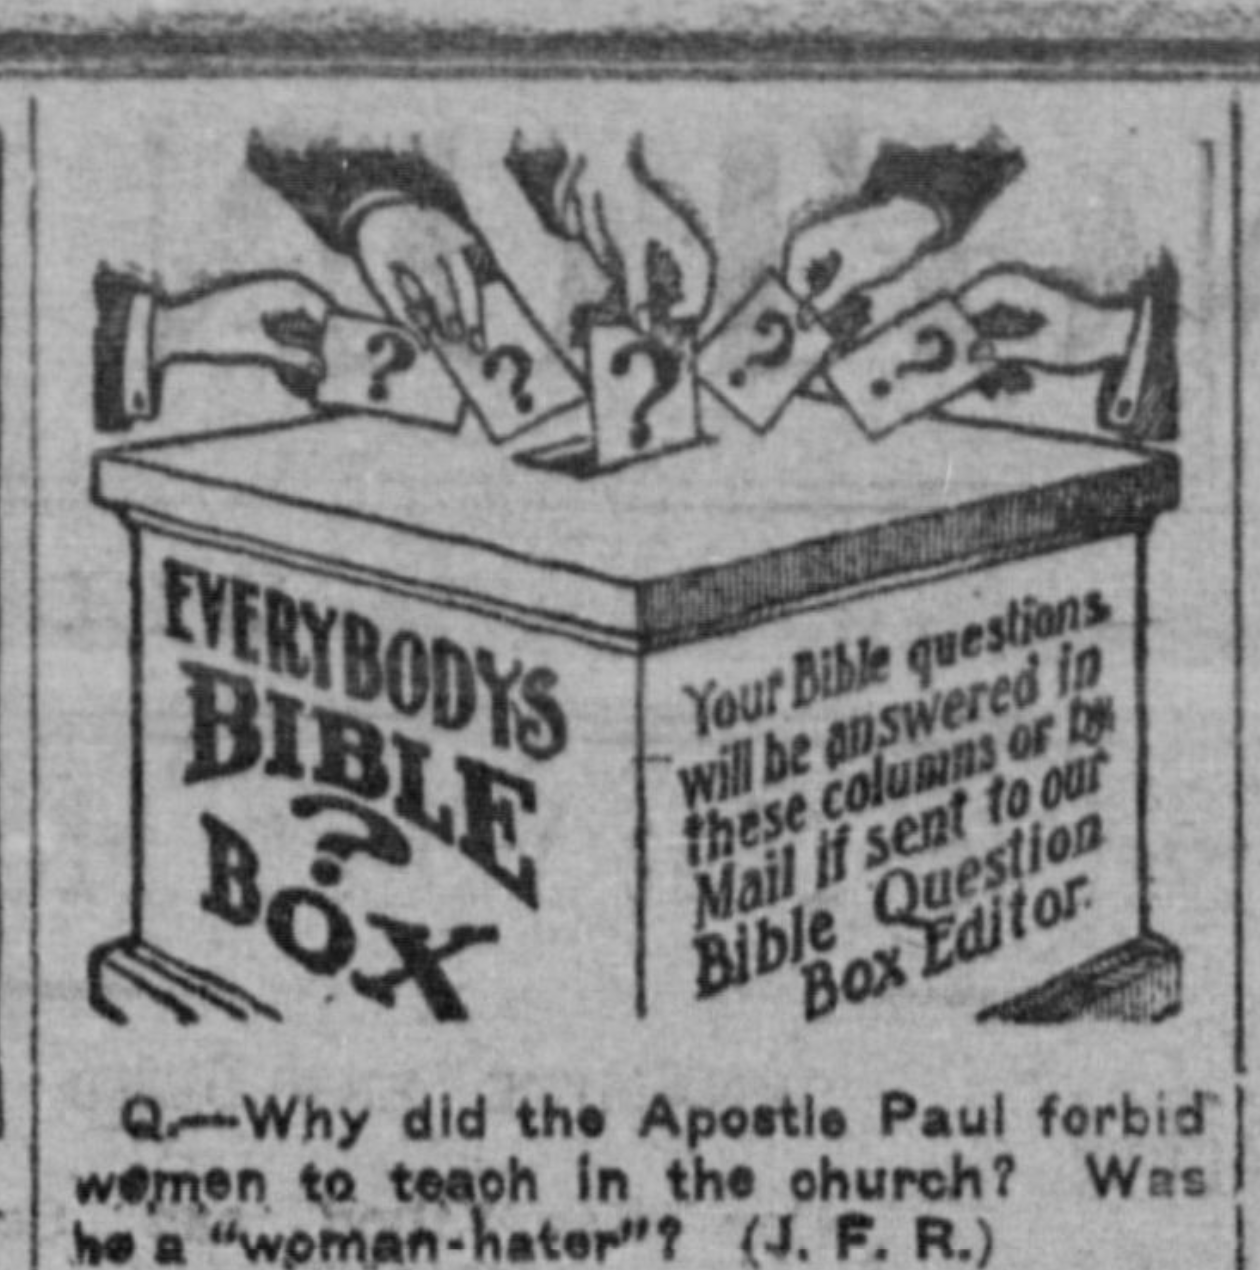 ? ? ? ? ?
EVERYBODYS
BIBLE
?
BOX
Your Bible questions
will be answered in
these columns or by
Mail if sent to our
Bible Question
Box Editor.
Q.—Why did the Apostle Paul forbid
women to teach in the church? Was
he a "woman-hater"? (J. F. R.)